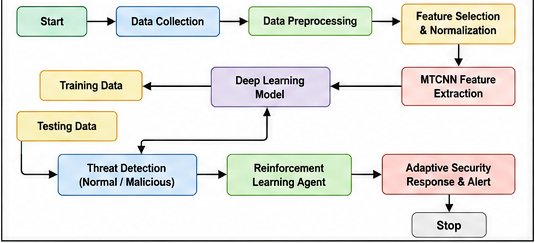 Start
Data Collection
Data Preprocessing
Feature Selection
& Normalization
Training Data
Deep Learning
Model
MTCNN Feature
Extraction
Testing Data
Threat Detection
(Normal / Malicious)
Reinforcement
Learning Agent
Adaptive Security
Response & Alert
Stop